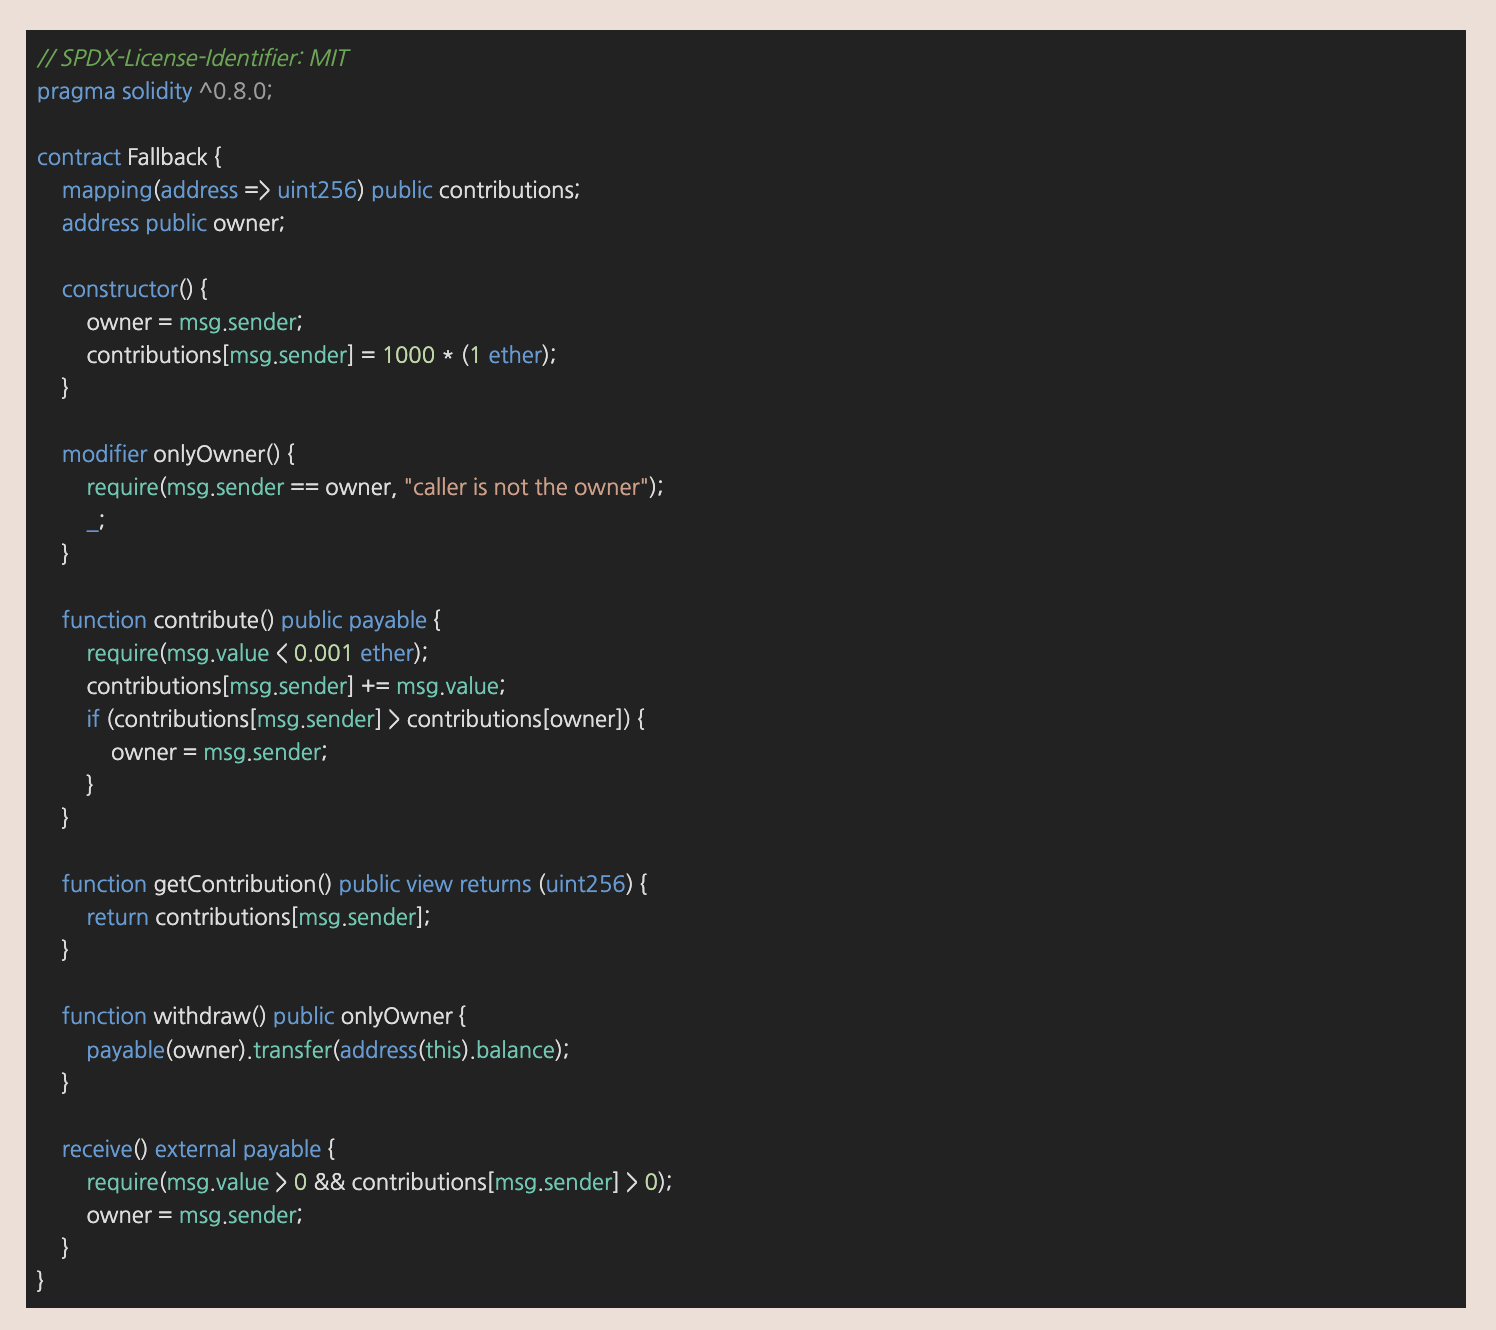 // SPDX-License-Identifier: MIT
pragma solidity ^0.8.0;

contract Fallback {
    mapping(address => uint256) public contributions;
    address public owner;

    constructor() {
        owner = msg.sender;
        contributions[msg.sender] = 1000 * (1 ether);
    }

    modifier onlyOwner() {
        require(msg.sender == owner, "caller is not the owner");
        _;
    }

    function contribute() public payable {
        require(msg.value < 0.001 ether);
        contributions[msg.sender] += msg.value;
        if (contributions[msg.sender] > contributions[owner]) {
            owner = msg.sender;
        }
    }

    function getContribution() public view returns (uint256) {
        return contributions[msg.sender];
    }

    function withdraw() public onlyOwner {
        payable(owner).transfer(address(this).balance);
    }

    receive() external payable {
        require(msg.value > 0 && contributions[msg.sender] > 0);
        owner = msg.sender;
    }
}